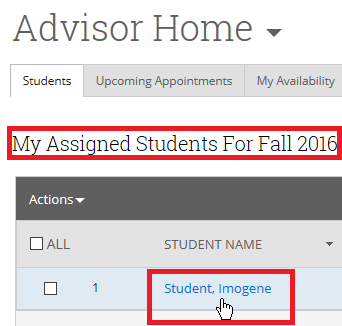 Advisor Home
Students Upcoming Appointments My Availability
My Assigned Students For Fall 2016
Actions
ALL STUDENT NAME
1 Student, Imogene